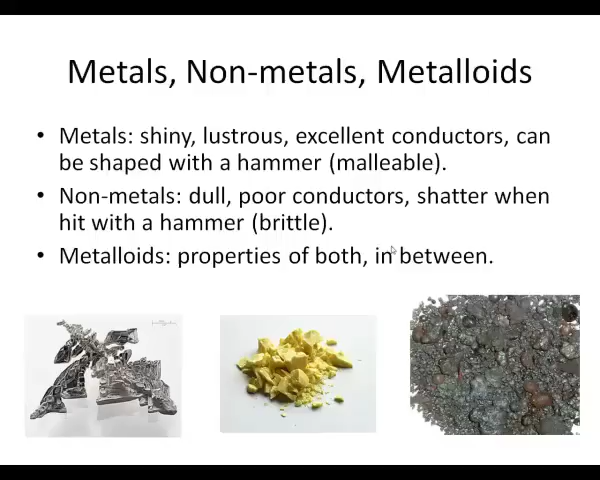 Metals, Non-metals, Metalloids
• Metals: shiny, lustrous, excellent conductors, can
be shaped with a hammer (malleable).
• Non-metals: dull, poor conductors, shatter when
hit with a hammer (brittle).
• Metalloids: properties of both, in between.